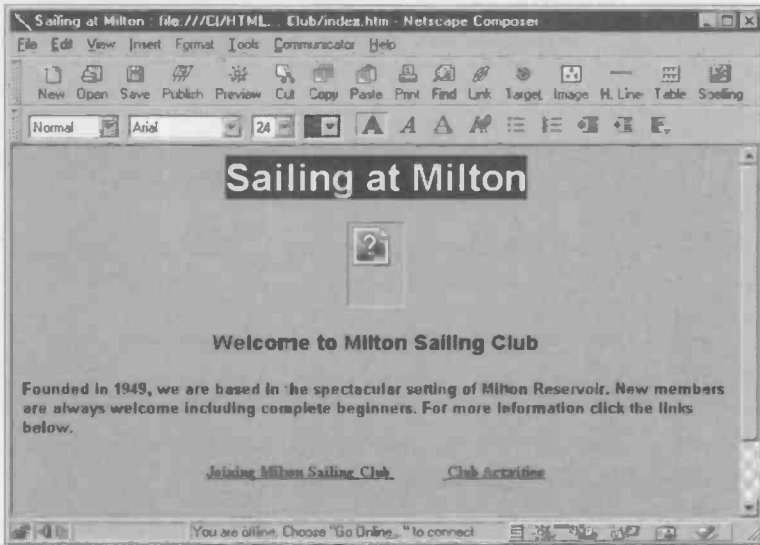 Sailing at Milton : file:///C|/HTML... Club/index.htm - Netscape Composer
File Edit View Insert Format Tools Communicator Help
New Open Save Publish Preview Cut Copy Paste Print Find Link Target Image H. Line Table Spelling
Normal Arial 24 A A A
Sailing at Milton
?
Welcome to Milton Sailing Club
Founded in 1949, we are based in the spectacular setting of Milton Reservoir. New members
are always welcome including complete beginners. For more information click the links
below.
Joining Milton Sailing Club Club Activities
You are offline. Choose "Go Online..." to connect